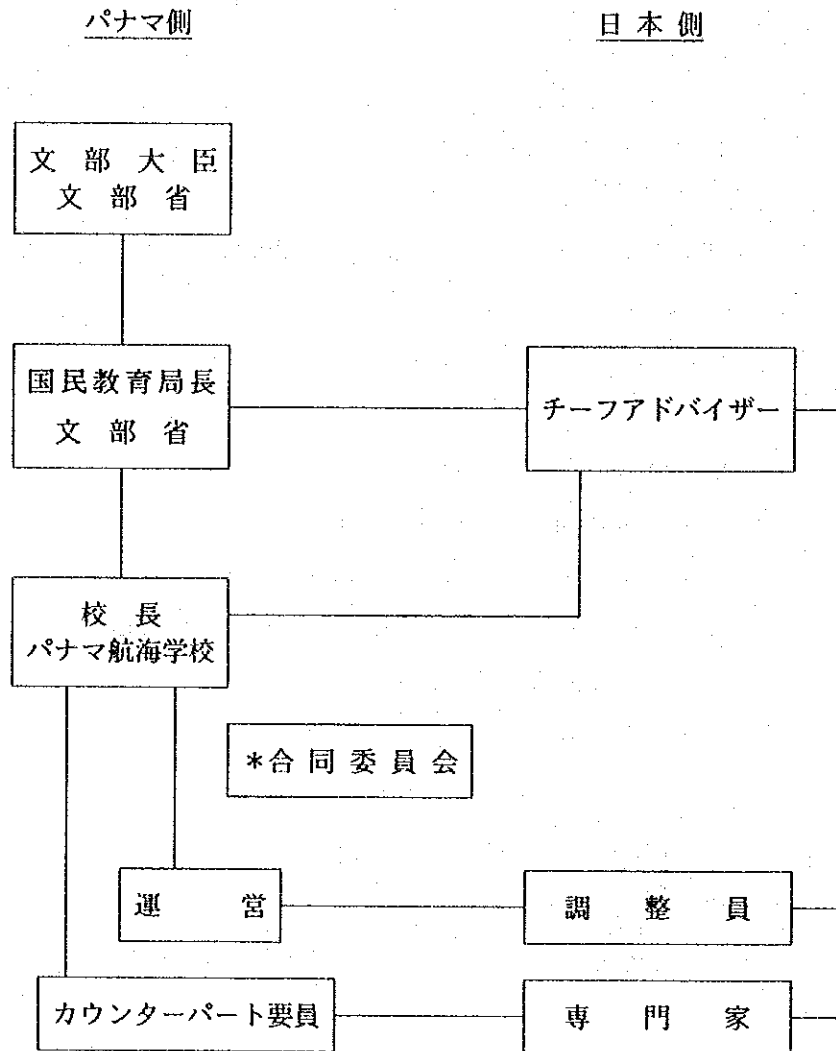 パナマ側
日本側
文部大臣
文部省
国民教育局長
文部省
チーフアドバイザー
校長
パナマ航海学校
*合同委員会
運営
調整員
カウンターパート要員
専門家